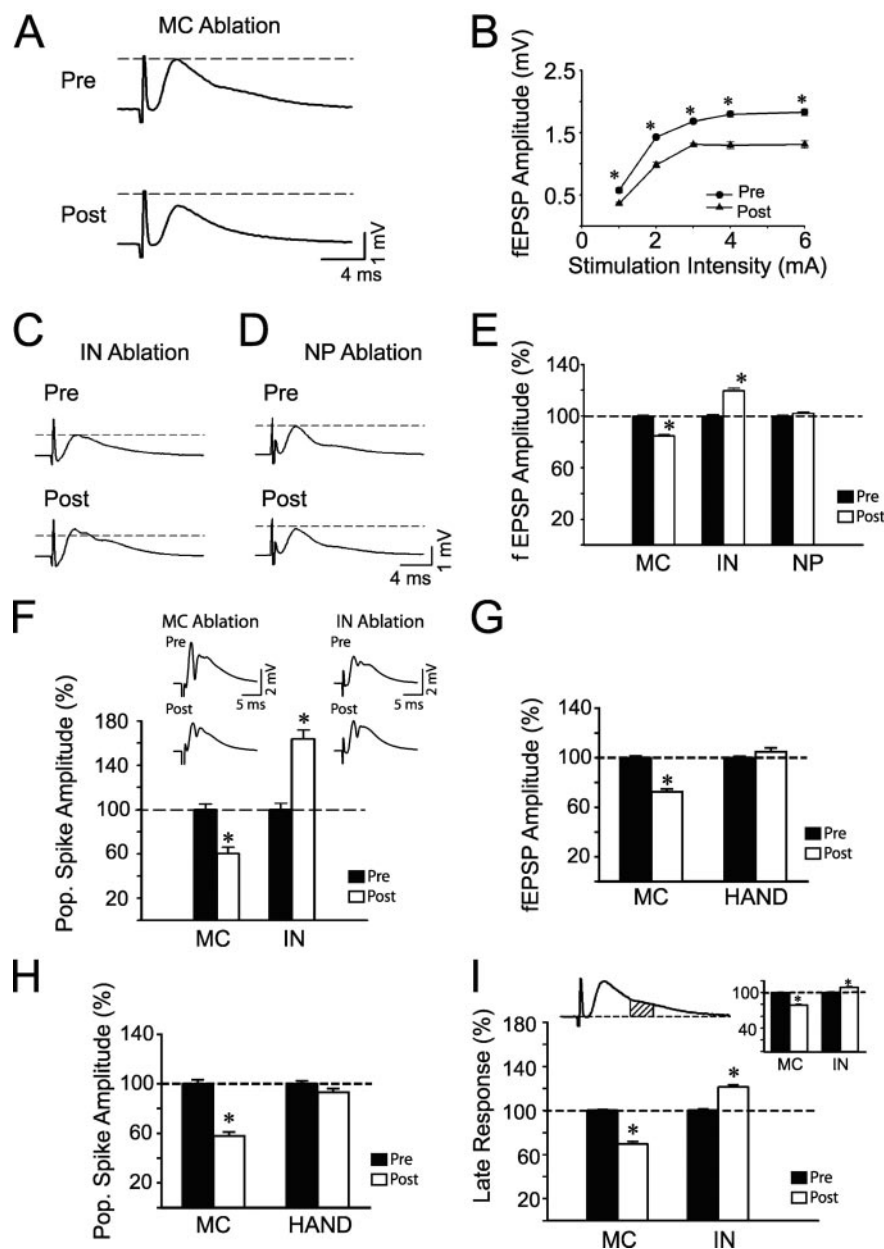 A
MC Ablation
Pre
Post
4 ms
1 mV
B
fEPSP Amplitude (mV)
2.5
1.5
0.5
* * * * *
Pre
Post
0 2 4 6
Stimulation Intensity (mA)
C
IN Ablation
Pre
Post
D
NP Ablation
Pre
Post
4 ms
1 mV
E
f EPSP Amplitude (%)
140
100
60
20
* *
Pre
Post
MC IN NP
F
MC Ablation
Pre
Post
5 ms
2 mV
IN Ablation
Pre
Post
5 ms
2 mV
Pop. Spike Amplitude (%)
180
140
100
60
20
* *
Pre
Post
MC IN
G
fEPSP Amplitude (%)
140
100
60
20
*
Pre
Post
MC HAND
H
Pop. Spike Amplitude (%)
140
100
60
20
*
Pre
Post
MC HAND
I
Late Response (%)
180
140
100
60
20
* *
Pre
Post
MC IN
100
40
* *
MC IN